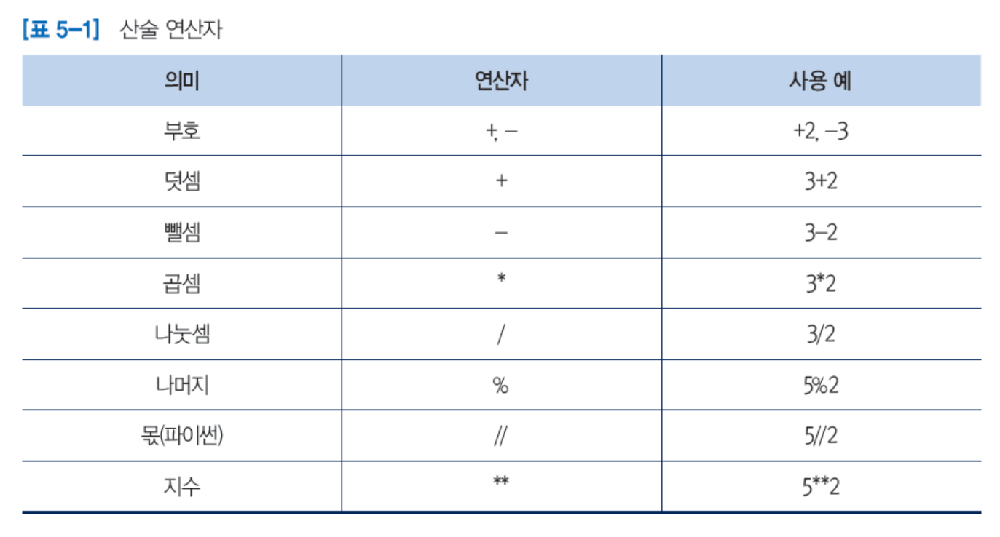 [표 5-1] 산술 연산자
의미 연산자 사용 예
부호 +, – +2, –3
덧셈 + 3+2
뺄셈 – 3–2
곱셈 * 3*2
나눗셈 / 3/2
나머지 % 5%2
몫(파이썬) // 5//2
지수 ** 5**2